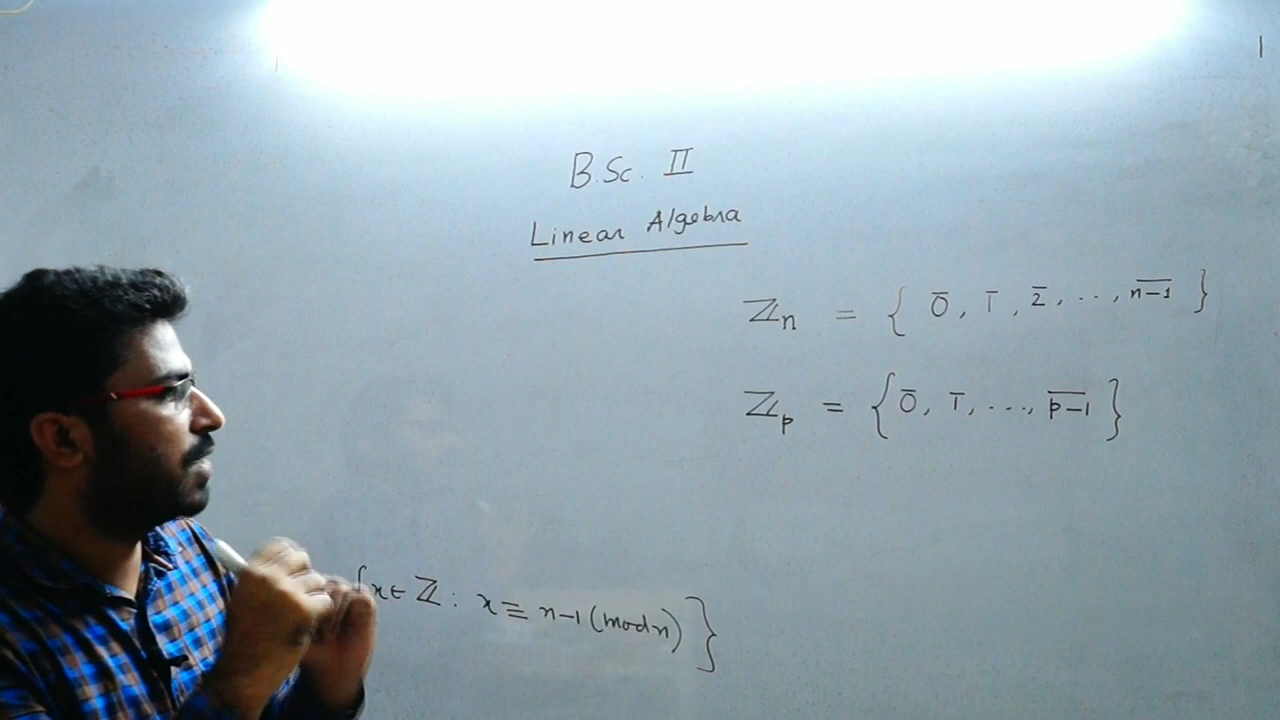 B.Sc. II
Linear Algebra
ℤn = { 0̅, 1̅, 2̅, . . , n̅-̅1̅ }
ℤp = { 0̅, 1̅, ..., p̅-̅1̅ }
{x ∈ ℤ : x ≡ n-1 (mod n) }